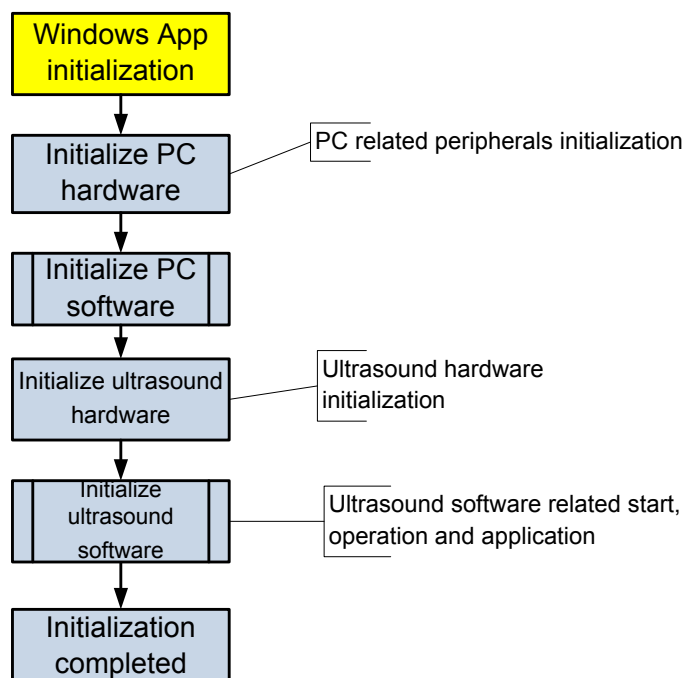 Windows App
initialization
Initialize PC
hardware
PC related peripherals initialization
Initialize PC
software
Initialize ultrasound
hardware
Ultrasound hardware
initialization
Initialize
ultrasound
software
Ultrasound software related start,
operation and application
Initialization
completed